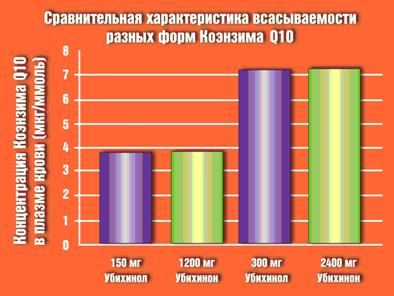 Сравнительная характеристика всасываемости
разных форм Коэнзима Q10
Концентрация Коэнзима Q10
в плазме крови (мкг/ммоль)
8
7
6
5
4
3
2
1
0
150 мг
Убихинол
1200 мг
Убихинон
300 мг
Убихинол
2400 мг
Убихинон